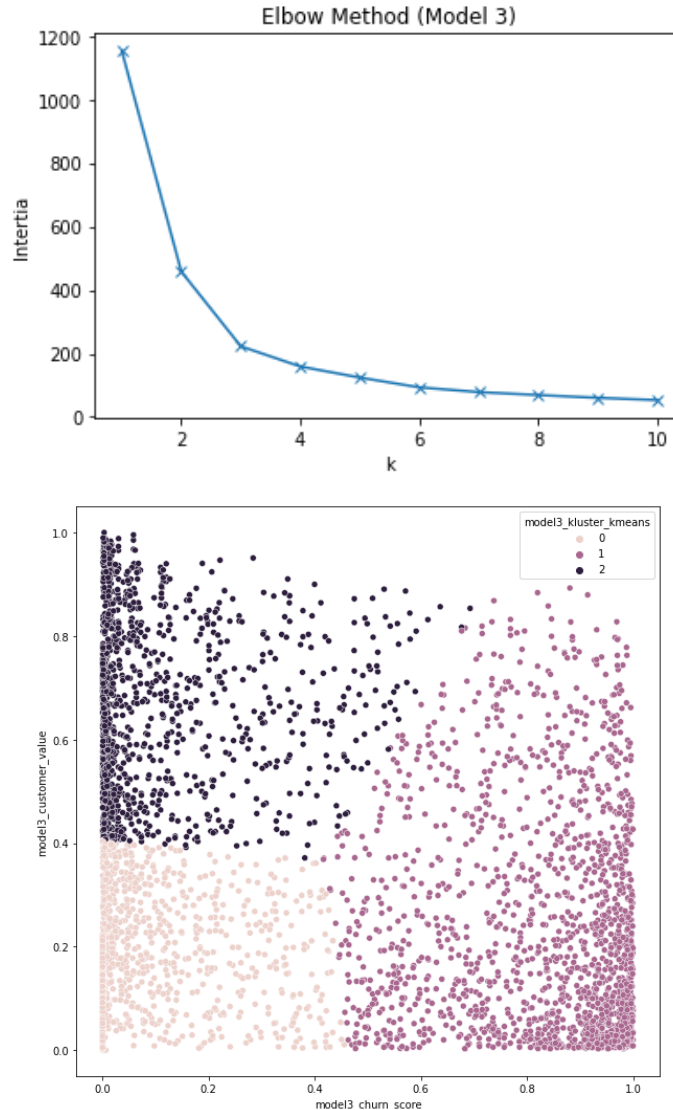 Elbow Method (Model 3)
1200
1000
800
600
400
200
0
Intertia
2 4 6 8 10
k
model3_kluster_kmeans
0
1
2
1.0
0.8
0.6
0.4
0.2
0.0
model3_customer_value
0.0 0.2 0.4 0.6 0.8 1.0
model3_churn_score